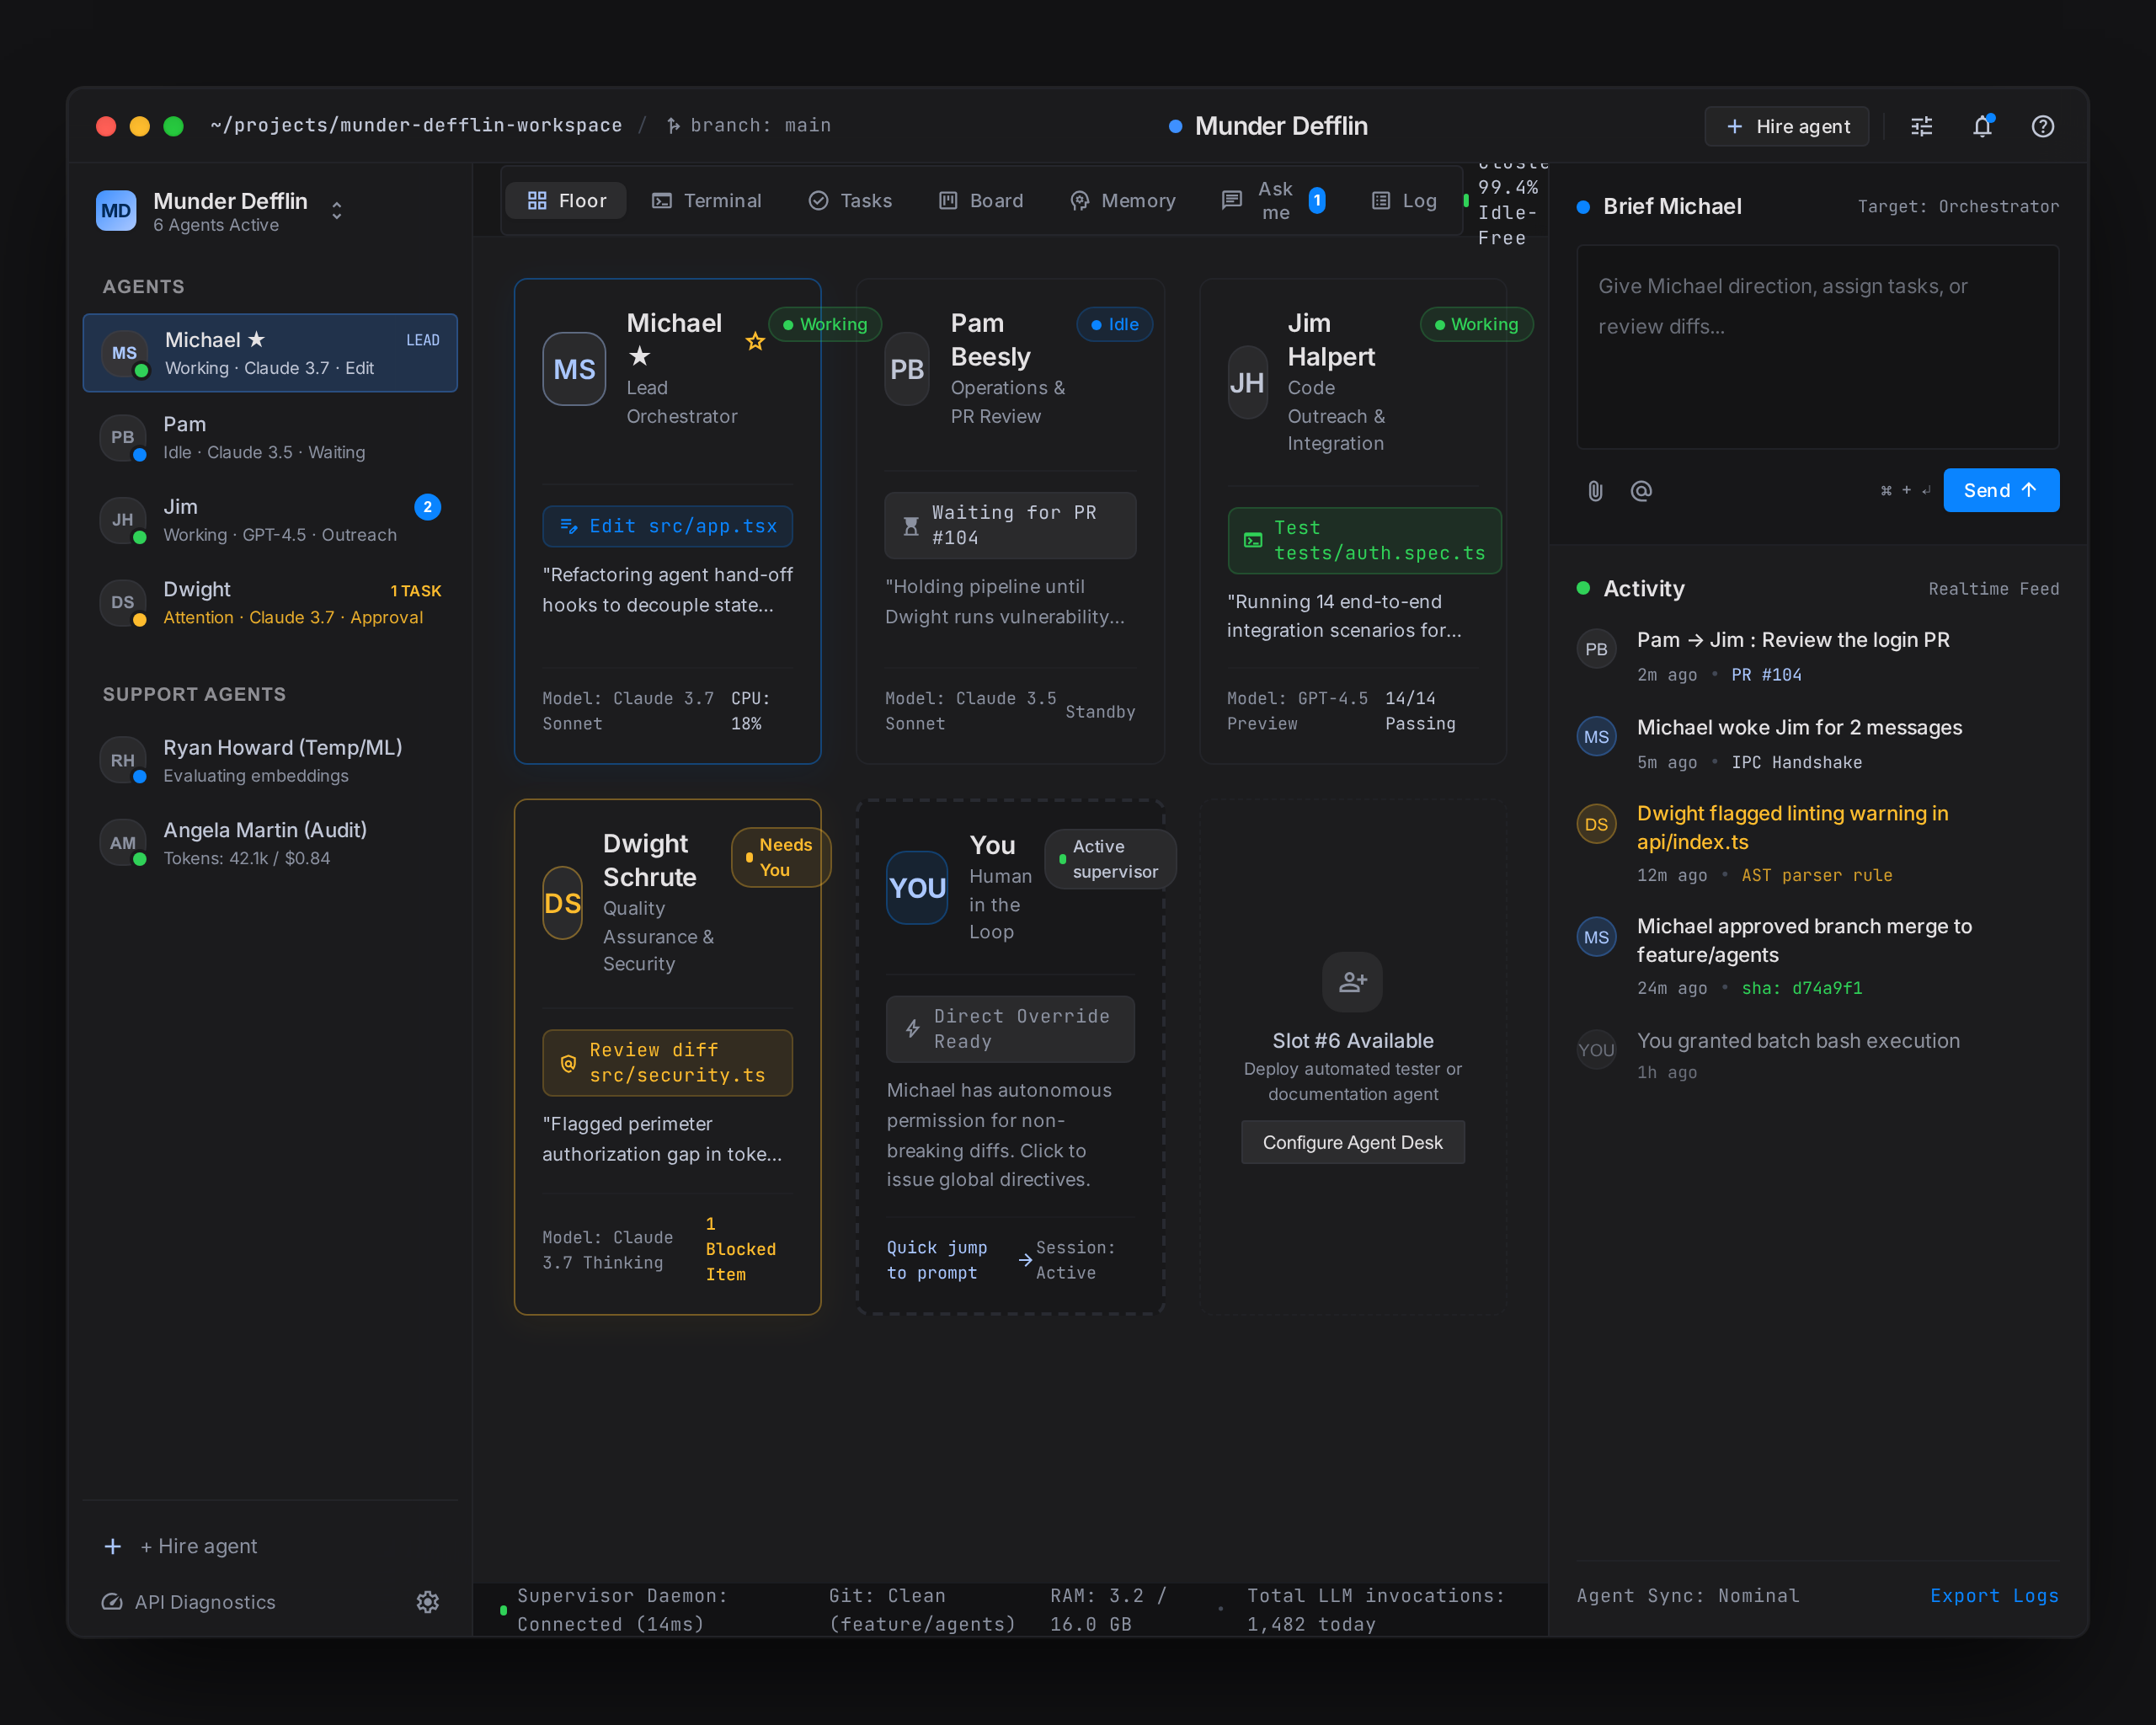 ~/projects/munder-defflin-workspace / branch: main
Munder Defflin
+ Hire agent
MD
Munder Defflin
6 Agents Active
AGENTS
MS
Michael ★
LEAD
Working · Claude 3.7 · Edit
PB
Pam
Idle · Claude 3.5 · Waiting
JH
Jim
2
Working · GPT-4.5 · Outreach
DS
Dwight
1 TASK
Attention · Claude 3.7 · Approval
SUPPORT AGENTS
RH
Ryan Howard (Temp/ML)
Evaluating embeddings
AM
Angela Martin (Audit)
Tokens: 42.1k / $0.84
+ Hire agent
API Diagnostics
Floor
Terminal
Tasks
Board
Memory
Ask
me
1
Log
99.4%
Idle-
Free
MS
Michael
★
Lead
Orchestrator
Working
Edit src/app.tsx
"Refactoring agent hand-off
hooks to decouple state...
Model: Claude 3.7
Sonnet
CPU:
18%
PB
Pam
Beesly
Operations &
PR Review
Idle
Waiting for PR
#104
"Holding pipeline until
Dwight runs vulnerability...
Model: Claude 3.5
Sonnet
Standby
JH
Jim
Halpert
Code
Outreach &
Integration
Working
Test
tests/auth.spec.ts
"Running 14 end-to-end
integration scenarios for...
Model: GPT-4.5
Preview
14/14
Passing
DS
Dwight
Schrute
Quality
Assurance &
Security
Needs
You
Review diff
src/security.ts
"Flagged perimeter
authorization gap in toke...
Model: Claude
3.7 Thinking
1
Blocked
Item
YOU
You
Human
in the
Loop
Active
supervisor
Direct Override
Ready
Michael has autonomous
permission for non-
breaking diffs. Click to
issue global directives.
Quick jump
to prompt
→
Session:
Active
Slot #6 Available
Deploy automated tester or
documentation agent
Configure Agent Desk
Supervisor Daemon:
Connected (14ms)
Git: Clean
(feature/agents)
RAM: 3.2 /
16.0 GB
•
Total LLM invocations:
1,482 today
Brief Michael
Target: Orchestrator
Give Michael direction, assign tasks, or
review diffs...
⌘ + ↲
Send ↑
Activity
Realtime Feed
PB
Pam → Jim : Review the login PR
2m ago • PR #104
MS
Michael woke Jim for 2 messages
5m ago • IPC Handshake
DS
Dwight flagged linting warning in
api/index.ts
12m ago • AST parser rule
MS
Michael approved branch merge to
feature/agents
24m ago • sha: d74a9f1
YOU
You granted batch bash execution
1h ago
Agent Sync: Nominal
Export Logs